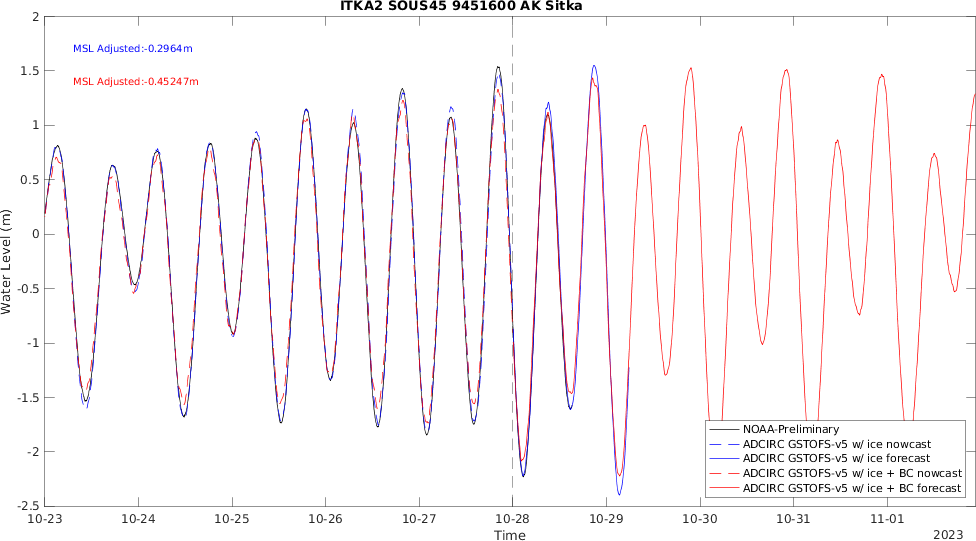 ITKA2 SOUS45 9451600 AK Sitka
2
1.5
1
0.5
0
-0.5
-1
-1.5
-2
-2.5
Water Level (m)
MSL Adjusted:-0.2964m
MSL Adjusted:-0.45247m
NOAA-Preliminary
ADCIRC GSTOFS-v5 w/ ice nowcast
ADCIRC GSTOFS-v5 w/ ice forecast
ADCIRC GSTOFS-v5 w/ ice + BC nowcast
ADCIRC GSTOFS-v5 w/ ice + BC forecast
10-23 10-24 10-25 10-26 10-27 10-28 10-29 10-30 10-31 11-01
Time
2023